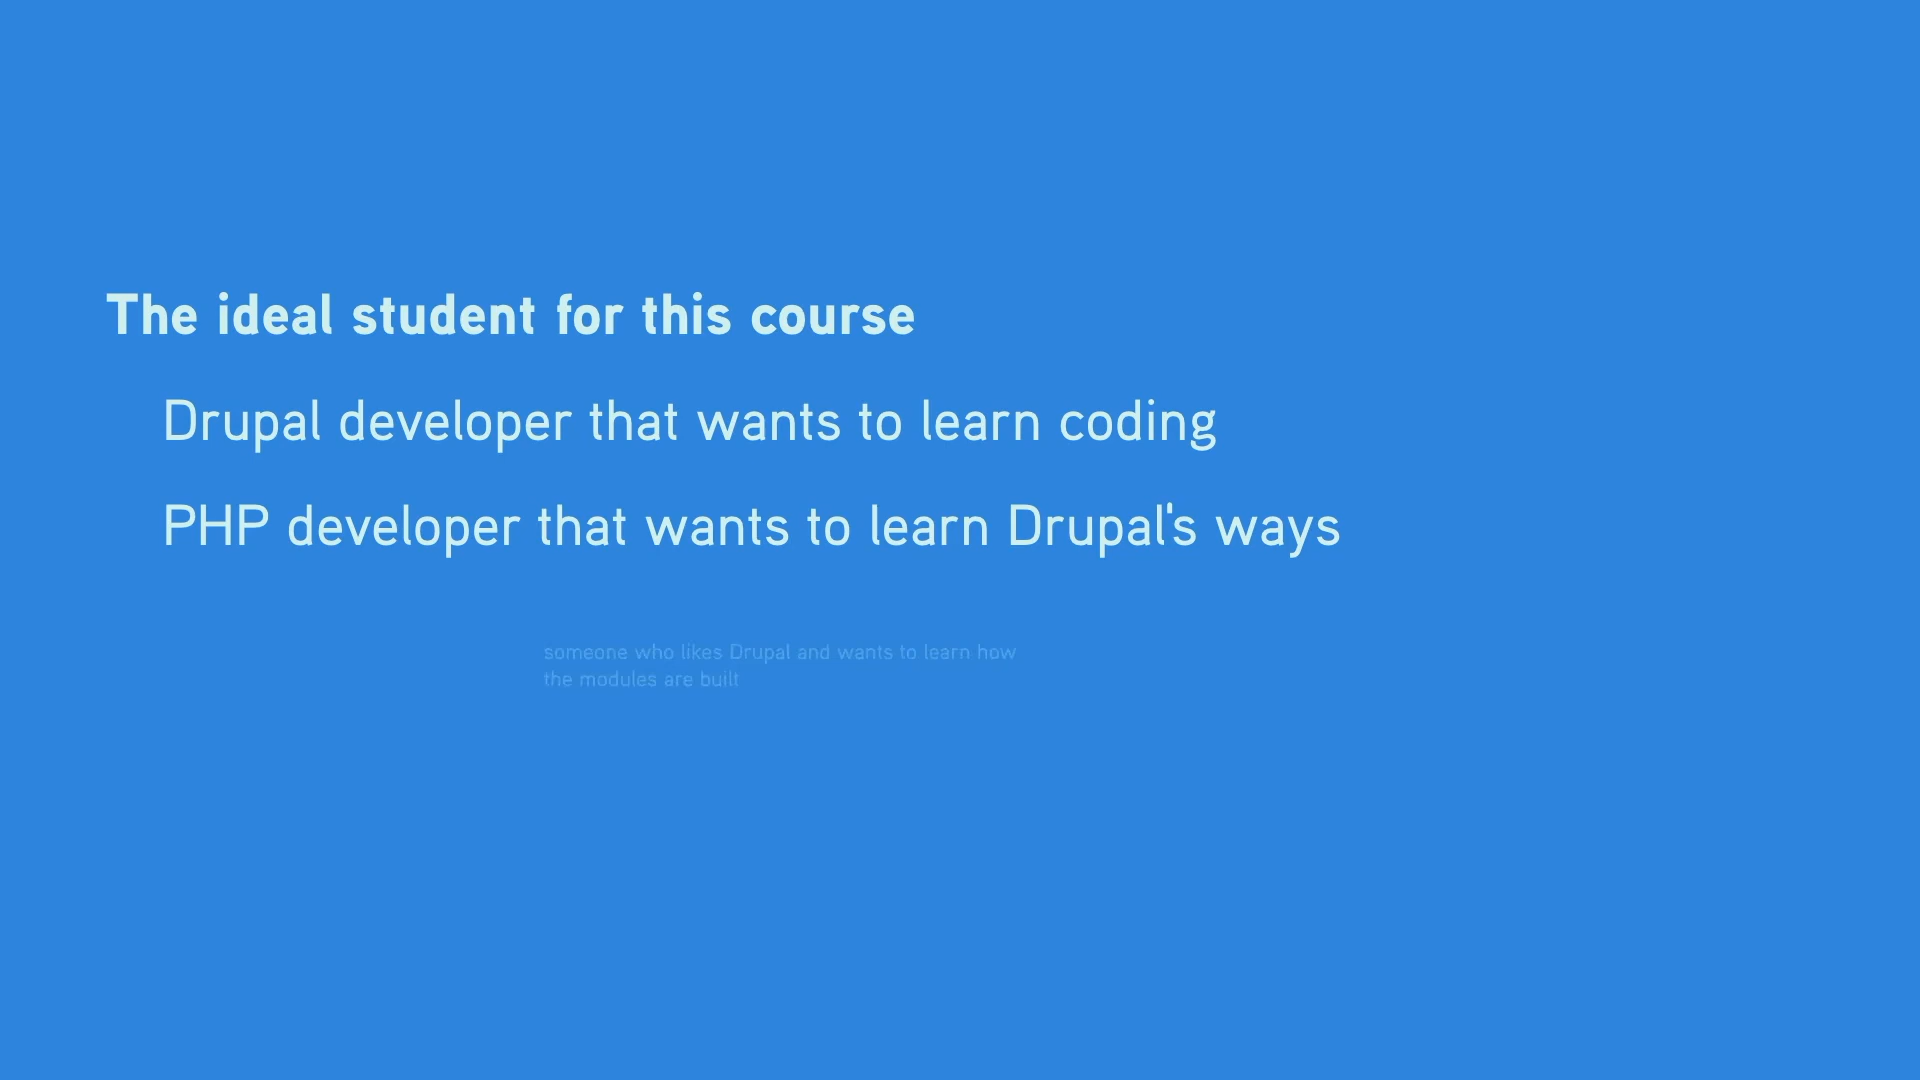 The ideal student for this course
Drupal developer that wants to learn coding
PHP developer that wants to learn Drupal's ways
someone who likes Drupal and wants to learn how
the modules are built